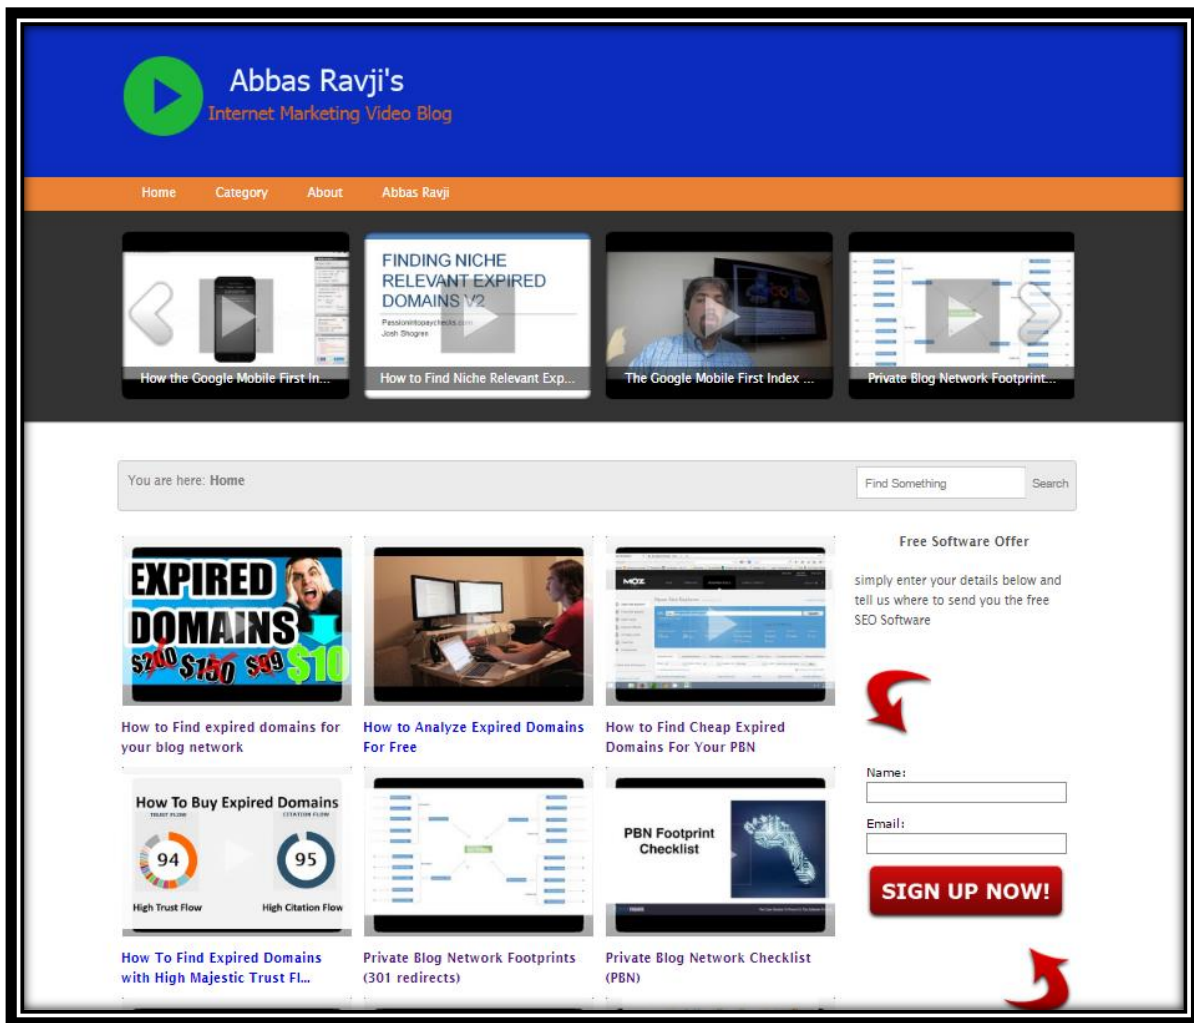 Abbas Ravji's
Internet Marketing Video Blog
Home
Category
About
Abbas Ravji
How the Google Mobile First In...
FINDING NICHE
RELEVANT EXPIRED
DOMAINS V2
Passionintopaychecks.com
Josh Shogren
How to Find Niche Relevant Exp...
The Google Mobile First Index ...
Private Blog Network Footprint...
You are here: Home
Find Something
Search
EXPIRED
DOMAINS
$200 $150 $99 $10
How to Find expired domains for
your blog network
How to Analyze Expired Domains
For Free
MOZ
How to Find Cheap Expired
Domains For Your PBN
Free Software Offer
simply enter your details below and
tell us where to send you the free
SEO Software
Name:
Email:
SIGN UP NOW!
How To Buy Expired Domains
TRUST FLOW
CITATION FLOW
94
95
High Trust Flow
High Citation Flow
How To Find Expired Domains
with High Majestic Trust Fl...
Private Blog Network Footprints
(301 redirects)
PBN Footprint
Checklist
Private Blog Network Checklist
(PBN)